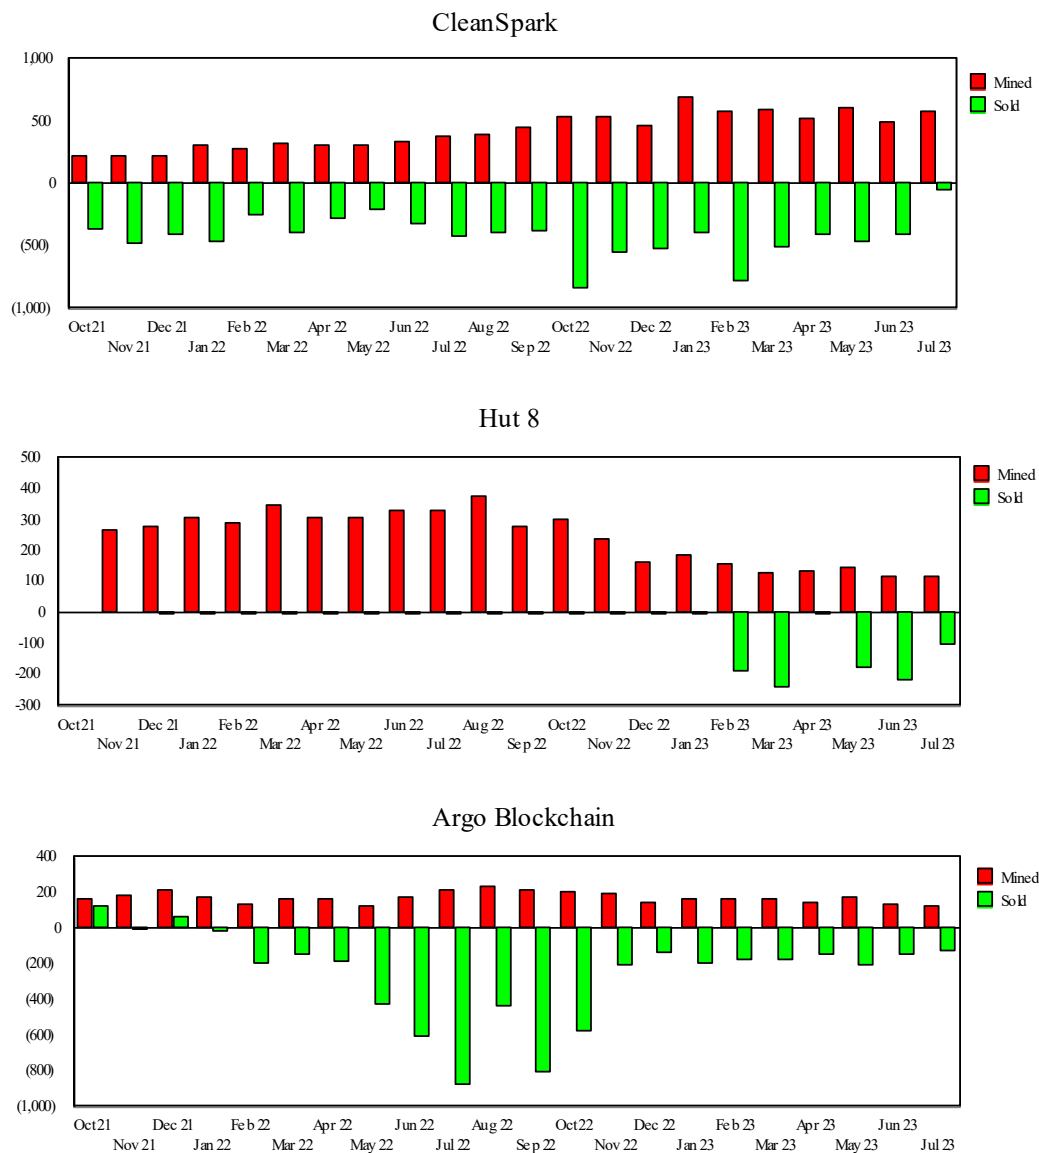 CleanSpark
1,000
500
0
(500)
(1,000)
Mined
Sold
Oct 21 Dec 21 Feb 22 Apr 22 Jun 22 Aug 22 Oct 22 Dec 22 Feb 23 Apr 23 Jun 23
Nov 21 Jan 22 Mar 22 May 22 Jul 22 Sep 22 Nov 22 Jan 23 Mar 23 May 23 Jul 23
Hut 8
500
400
300
200
100
0
-100
-200
-300
Mined
Sold
Oct 21 Dec 21 Feb 22 Apr 22 Jun 22 Aug 22 Oct 22 Dec 22 Feb 23 Apr 23 Jun 23
Nov 21 Jan 22 Mar 22 May 22 Jul 22 Sep 22 Nov 22 Jan 23 Mar 23 May 23 Jul 23
Argo Blockchain
400
200
0
(200)
(400)
(600)
(800)
(1,000)
Mined
Sold
Oct 21 Dec 21 Feb 22 Apr 22 Jun 22 Aug 22 Oct 22 Dec 22 Feb 23 Apr 23 Jun 23
Nov 21 Jan 22 Mar 22 May 22 Jul 22 Sep 22 Nov 22 Jan 23 Mar 23 May 23 Jul 23